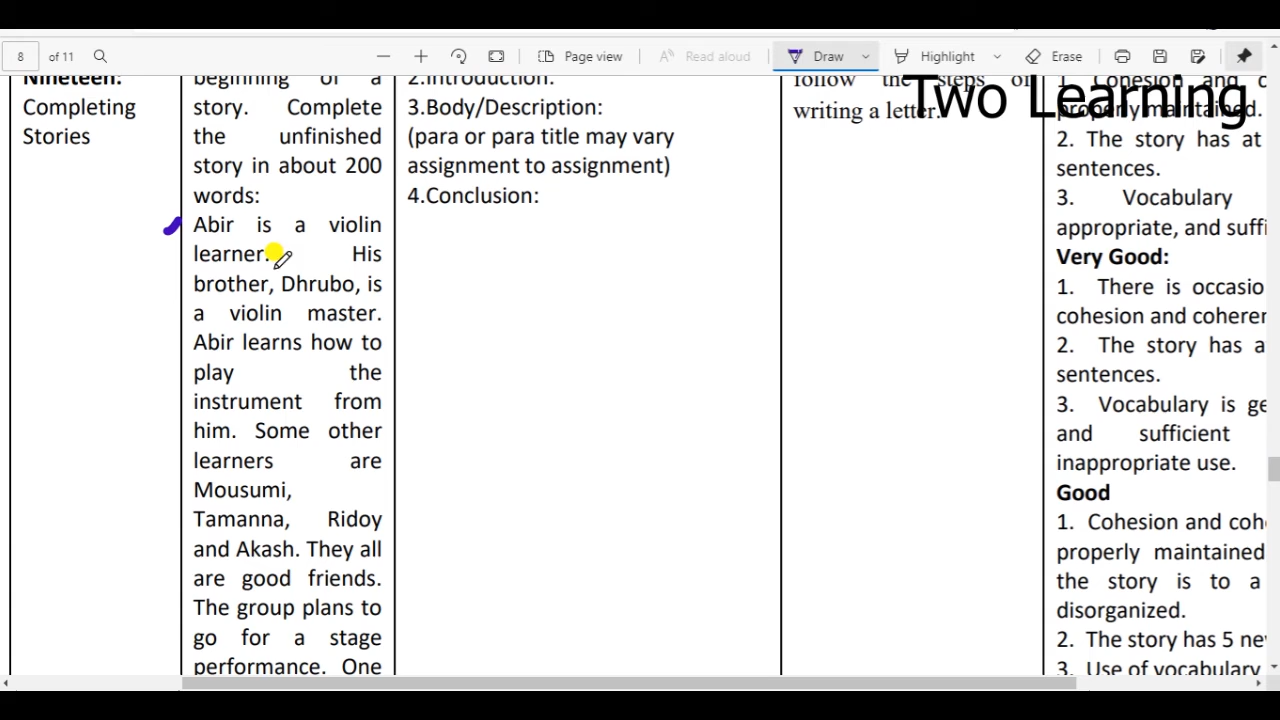 8 of 11 Page view Read aloud Draw Highlight Erase
Two Learning
Nineteen:
Completing
Stories
beginning of a
story. Complete
the unfinished
story in about 200
words:
Abir is a violin
learner. His
brother, Dhrubo, is
a violin master.
Abir learns how to
play the
instrument from
him. Some other
learners are
Mousumi,
Tamanna, Ridoy
and Akash. They all
are good friends.
The group plans to
go for a stage
performance. One
2.Introduction:
3.Body/Description:
(para or para title may vary
assignment to assignment)
4.Conclusion:
follow the steps of
writing a letter.
1. Cohesion and
properly maintained.
2. The story has at
sentences.
3. Vocabulary
appropriate, and suffi
Very Good:
1. There is occasio
cohesion and coherer
2. The story has a
sentences.
3. Vocabulary is ge
and sufficient
inappropriate use.
Good
1. Cohesion and coh
properly maintained
the story is to a
disorganized.
2. The story has 5 ne
3. Use of vocabulary